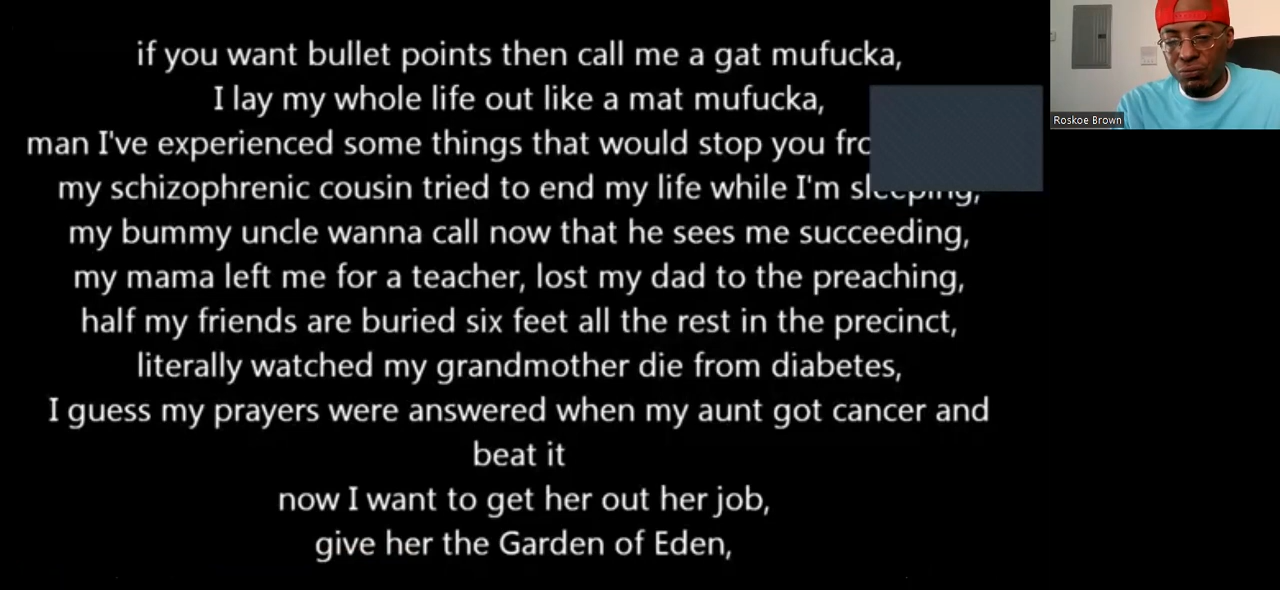 if you want bullet points then call me a gat mufucka,
I lay my whole life out like a mat mufucka,
man I've experienced some things that would stop you
my schizophrenic cousin tried to end my life while I'm sleeping,
my bummy uncle wanna call now that he sees me succeeding,
my mama left me for a teacher, lost my dad to the preaching,
half my friends are buried six feet all the rest in the precinct,
literally watched my grandmother die from diabetes,
I guess my prayers were answered when my aunt got cancer and
beat it
now I want to get her out her job,
give her the Garden of Eden,
Roskoe Brown